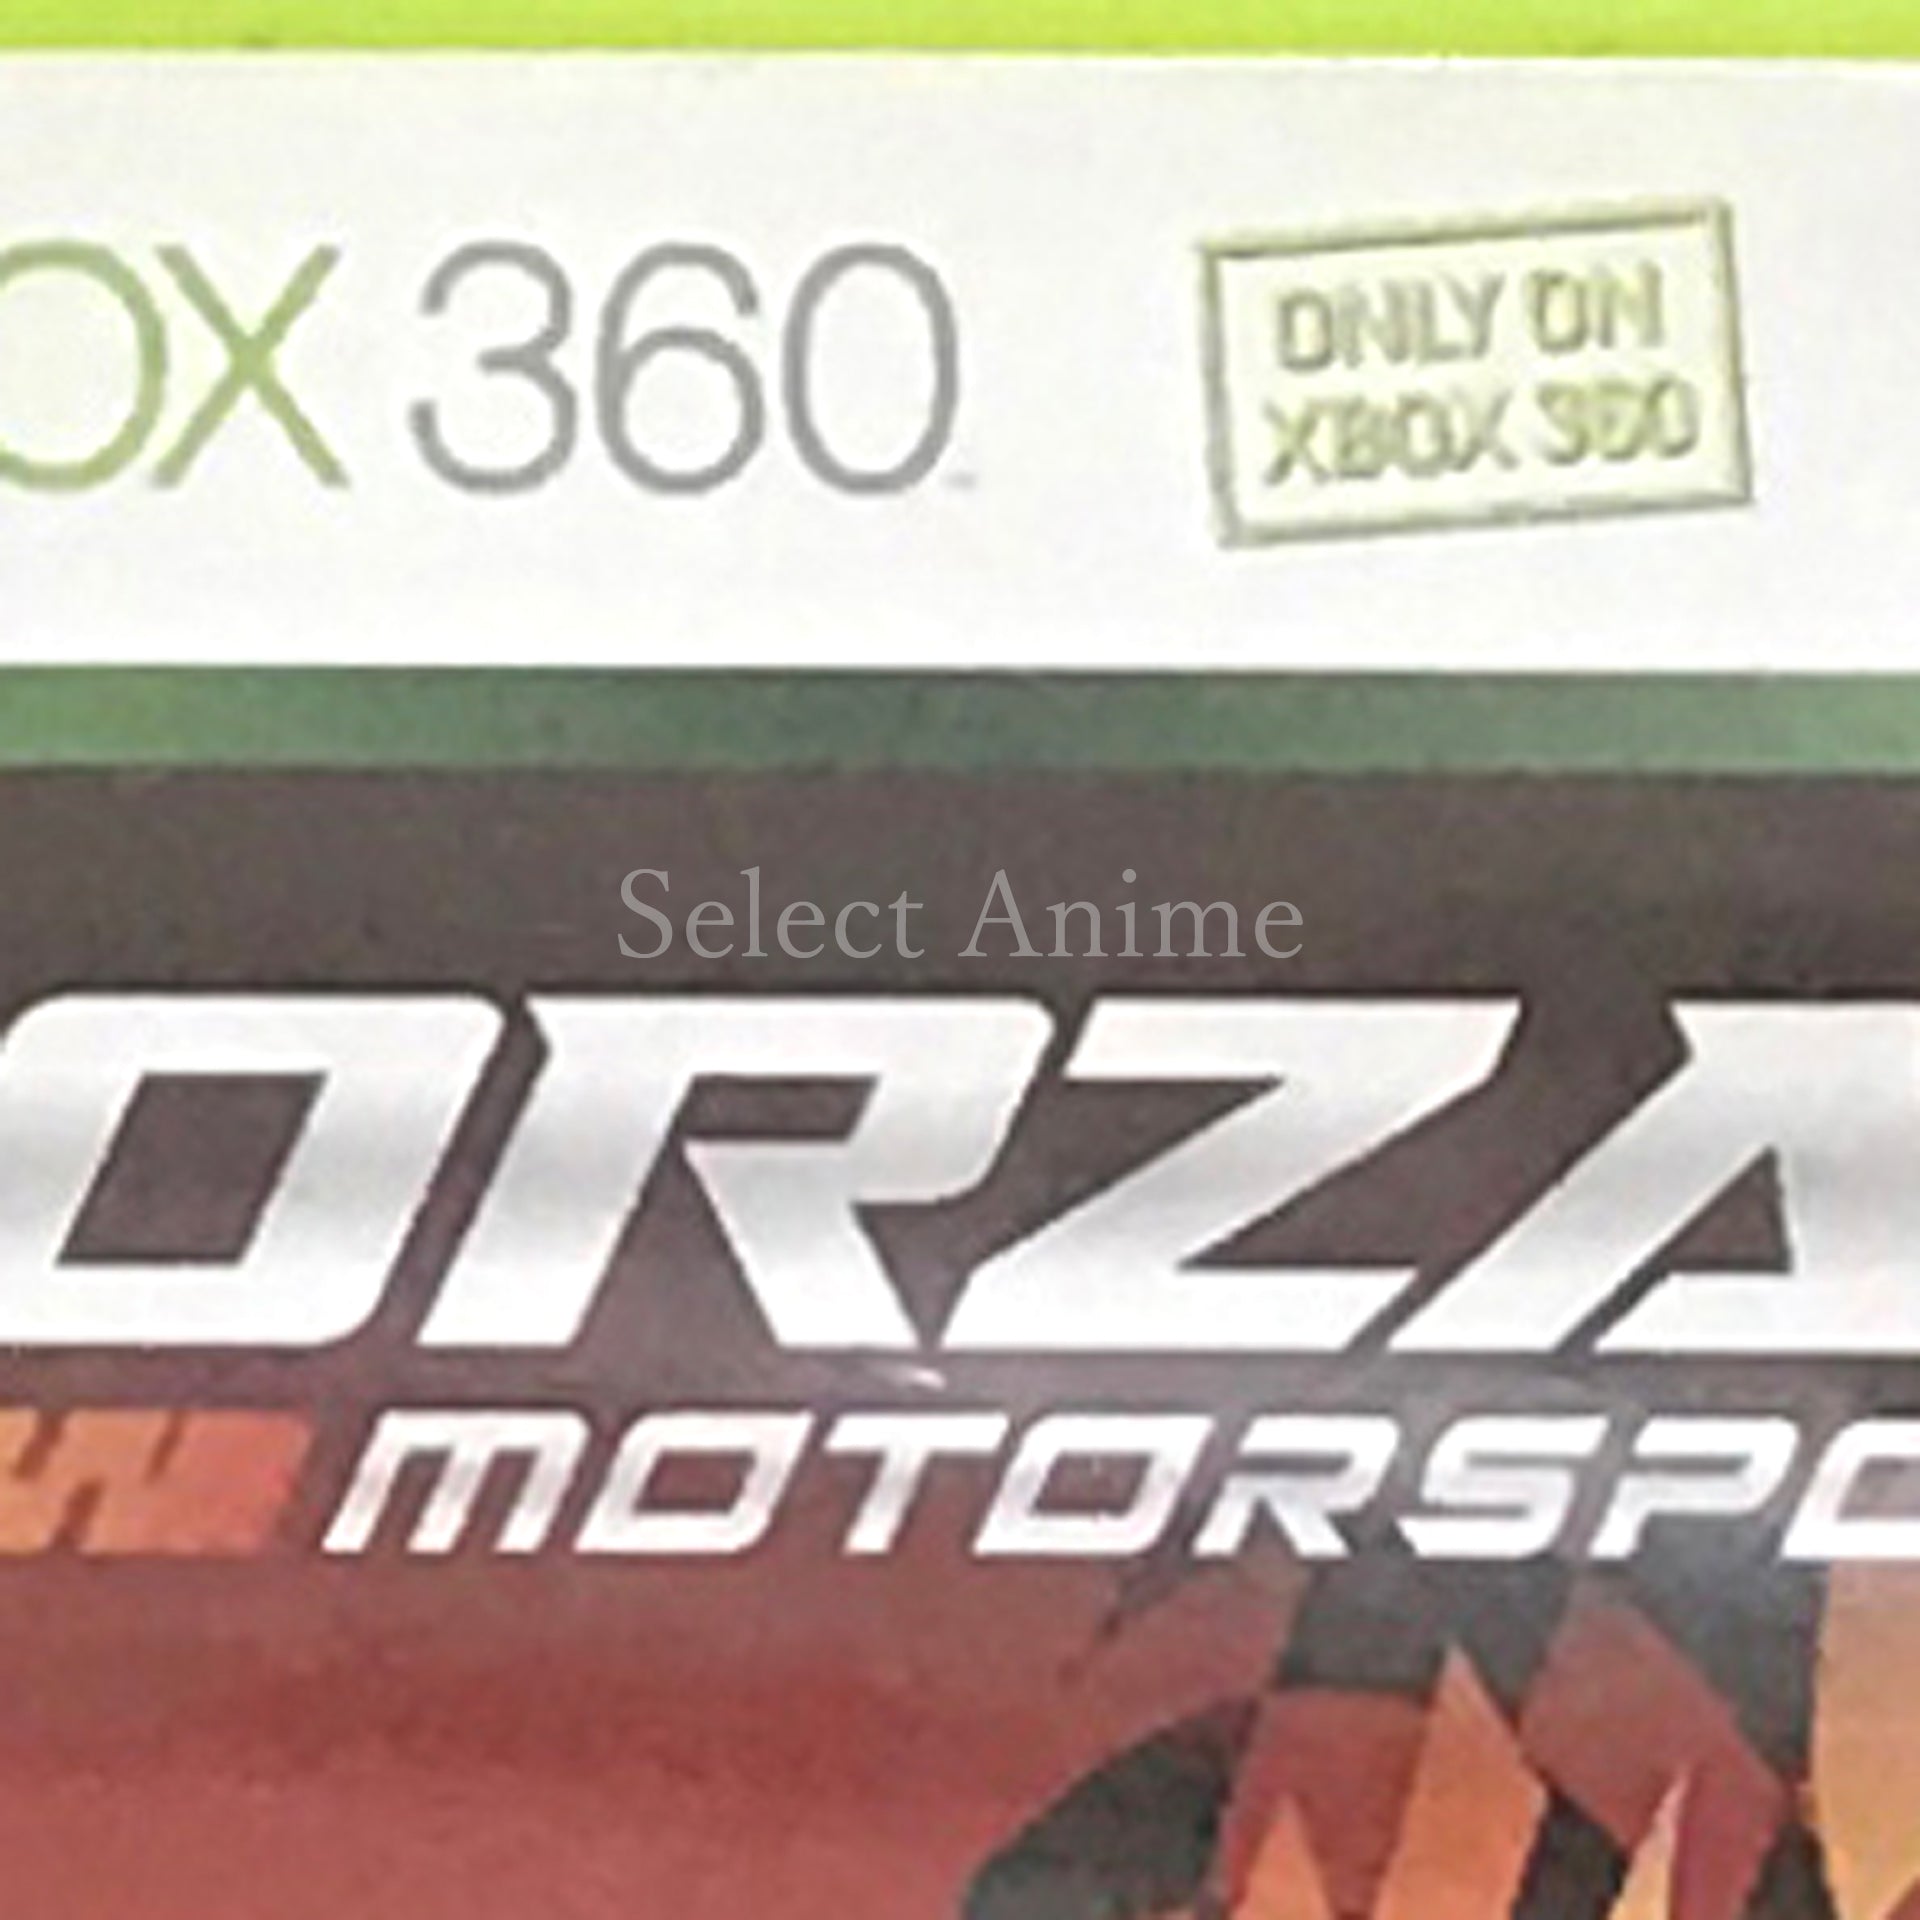 OX 360
ONLY ON
XBOX 360
Select Anime
ORZA
W MOTORSPO